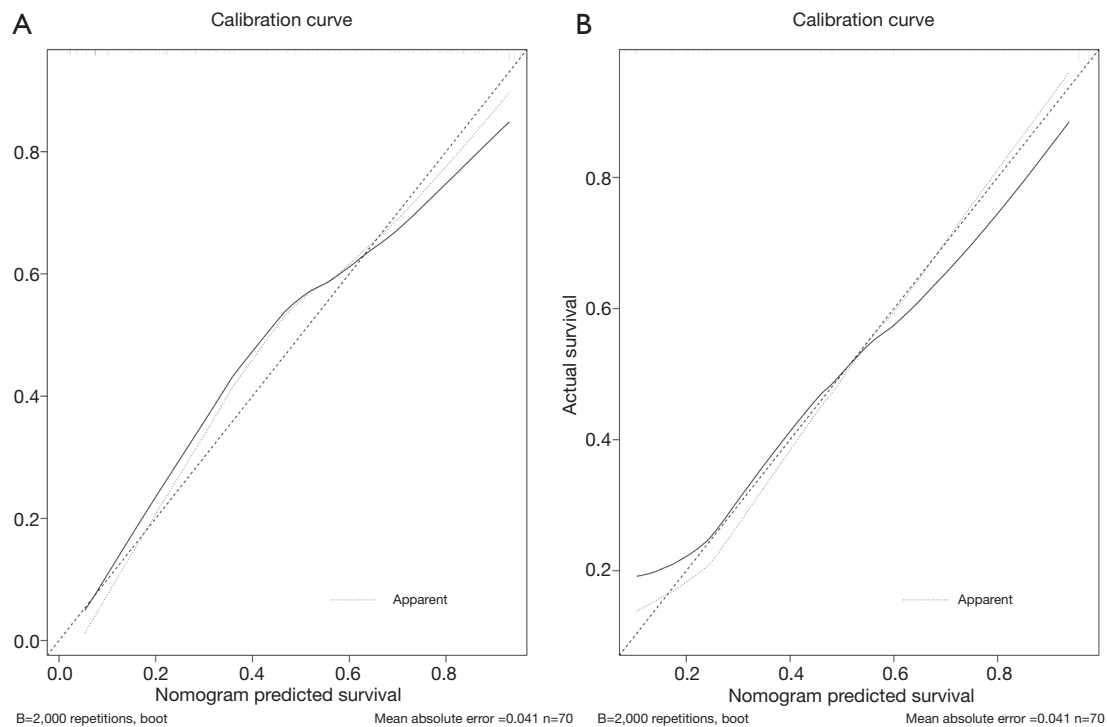 A
Calibration curve
0.8
0.6
0.4
0.2
0.0
0.0 0.2 0.4 0.6 0.8
Apparent
Nomogram predicted survival
B=2,000 repetitions, boot
Mean absolute error =0.041 n=70
B
Calibration curve
Actual survival
0.8
0.6
0.4
0.2
0.2 0.4 0.6 0.8
Apparent
Nomogram predicted survival
B=2,000 repetitions, boot
Mean absolute error =0.041 n=70